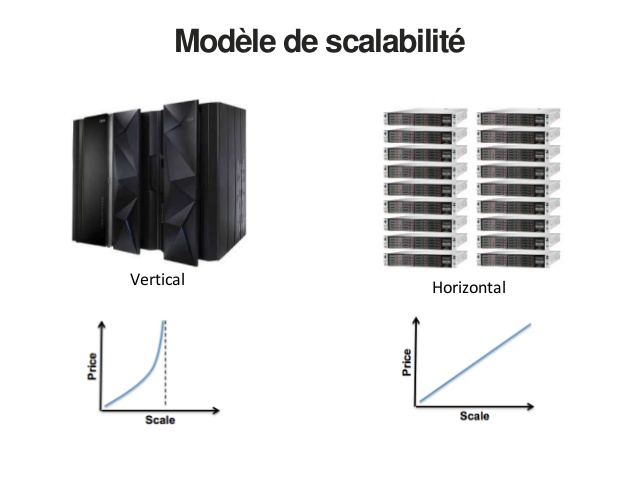 Modèle de scalabilité
Vertical
Horizontal
Price
Scale
Price
Scale